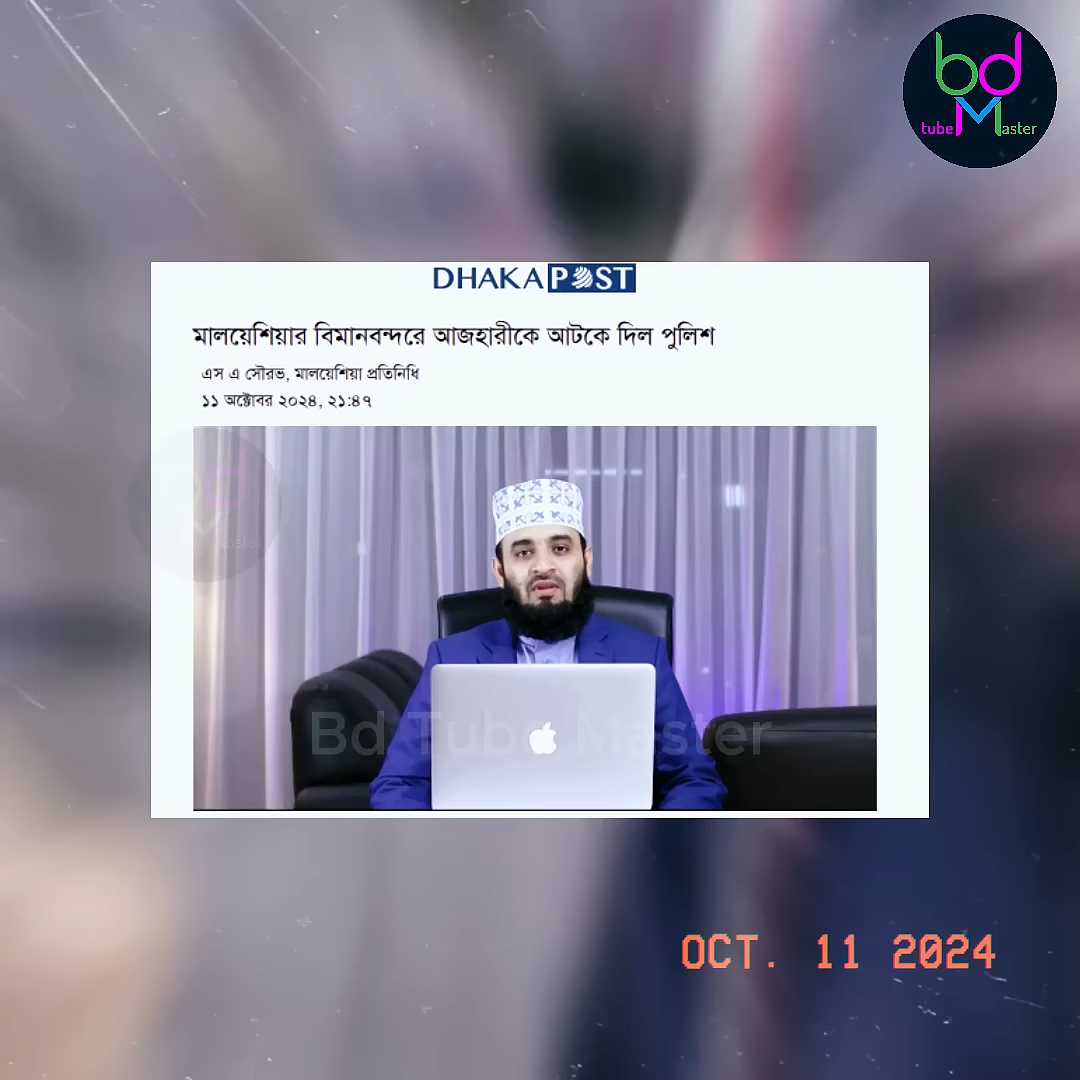 bd
tube Master
DHAKA POST
মালয়েশিয়ার বিমানবন্দরে আজহারীকে আটকে দিল পুলিশ
এস এ সৌরভ, মালয়েশিয়া প্রতিনিধি
১১ অক্টোবর ২০২৪, ২১:৪৭
Bd Tube Master
OCT. 11 2024